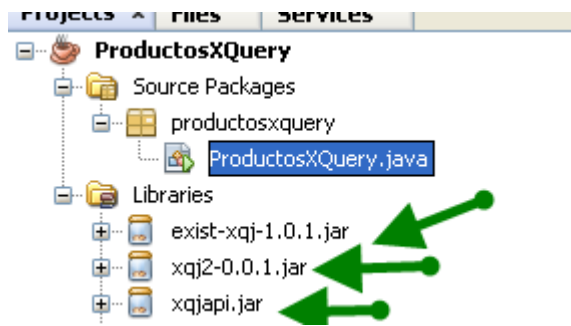 Projects × Files Services
ProductosXQuery
Source Packages
productosxquery
ProductosXQuery.java
Libraries
exist-xqj-1.0.1.jar
xqj2-0.0.1.jar
xqjapi.jar